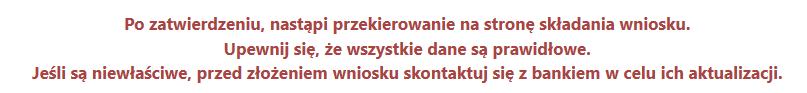 Po zatwierdzeniu, nastąpi przekierowanie na stronę składania wniosku.
Upewnij się, że wszystkie dane są prawidłowe.
Jeśli są niewłaściwe, przed złożeniem wniosku skontaktuj się z bankiem w celu ich aktualizacji.